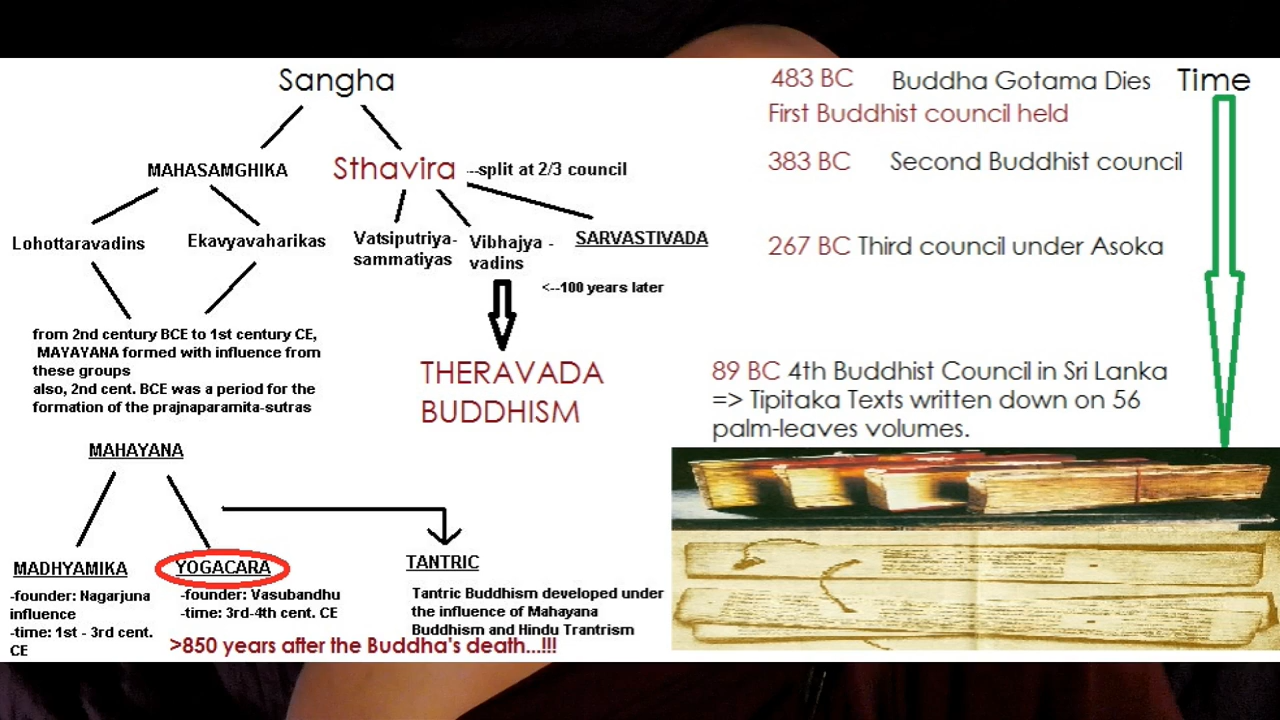 Sangha
MAHASAMGHIKA
Sthavira
---split at 2/3 council
Lohottaravadins
Ekavyavaharikas
Vatsiputriya-
sammatiyas
Vibhajya -
vadins
SARVASTIVADA
<--100 years later
from 2nd century BCE to 1st century CE,
MAYAYANA formed with influence from
these groups
also, 2nd cent. BCE was a period for the
formation of the prajnaparamita-sutras
THERAVADA
BUDDHISM
MAHAYANA
MADHYAMIKA
-founder: Nagarjuna
influence
-time: 1st - 3rd cent.
CE
YOGACARA
-founder: Vasubandhu
-time: 3rd-4th cent. CE
TANTRIC
Tantric Buddhism developed under
the influence of Mahayana
Buddhism and Hindu Trantrism
>850 years after the Buddha's death...!!!
483 BC Buddha Gotama Dies
Time
First Buddhist council held
383 BC Second Buddhist council
267 BC Third council under Asoka
89 BC 4th Buddhist Council in Sri Lanka
=> Tipitaka Texts written down on 56
palm-leaves volumes.